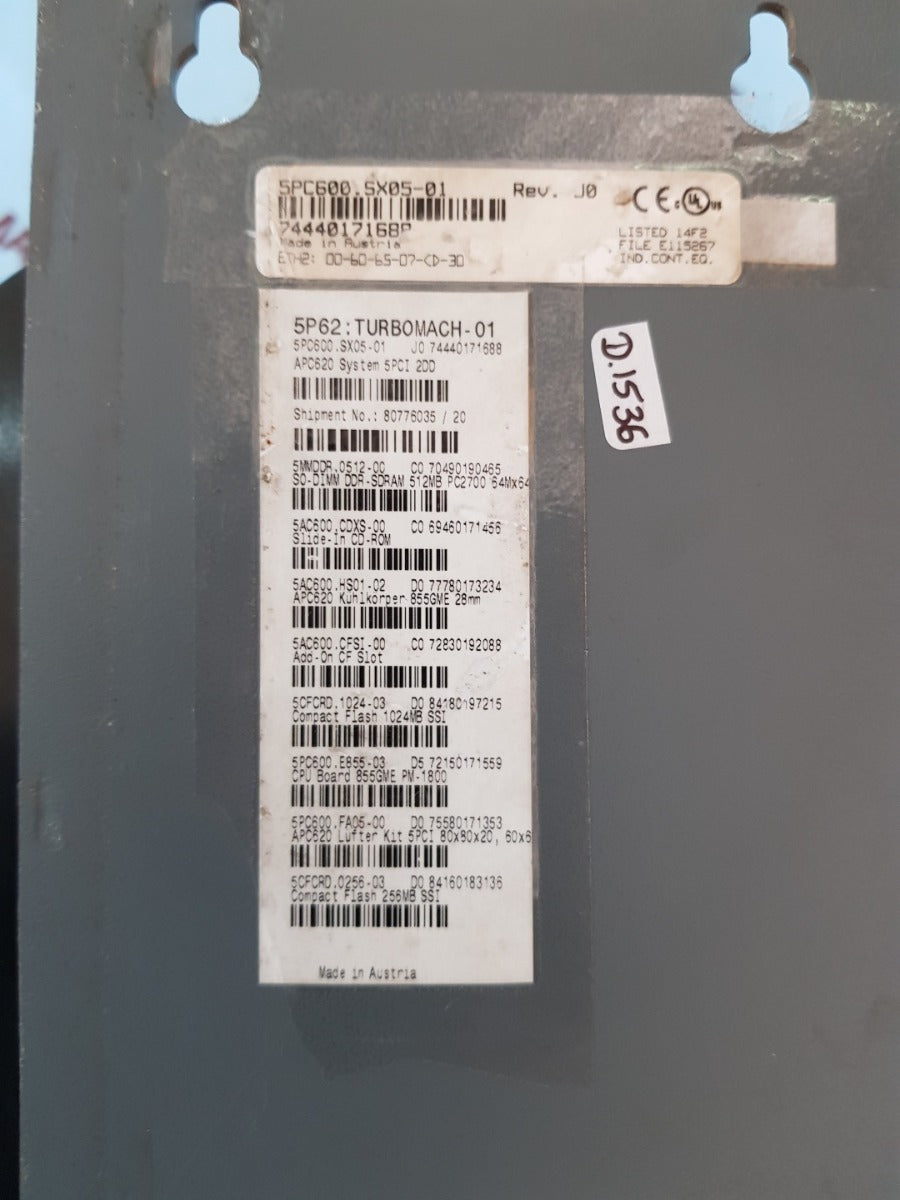 5PC600.SX05-01 Rev. J0
Made in Austria
ETH2: 00-60-65-07-CD-3D
CE c UL us
LISTED 14F2
FILE E115267
IND.CONT.EQ.
5P62:TURBOMACH-01
5PC600.SX05-01 J0 74440171688
APC620 System 5PCI 2DD
Shipment No.: 80776035 / 20
5MMDDR.0512-00 C0 70490190465
SO-DIMM DDR-SDRAM 512MB PC2700 64Mx64
5AC600.CDXS-00 C0 69460171456
Slide-In CD-ROM
5AC600.HS01-02 D0 77780173234
APC620 Kühlkörper 855GME 28mm
5AC600.CFSI-00 C0 72830192088
Add-On CF Slot
5CFCRD.1024-03 D0 84180197215
Compact Flash 1024MB SSI
5PC600.E855-03 D5 72150171559
CPU Board 855GME PM-1800
5PC600.FA05-00 D0 75580171353
APC620 Lüfter Kit 5PCI 80x80x20, 60x6
5CFCRD.0256-03 D0 84160183136
Compact Flash 256MB SSI
Made in Austria
D.1536